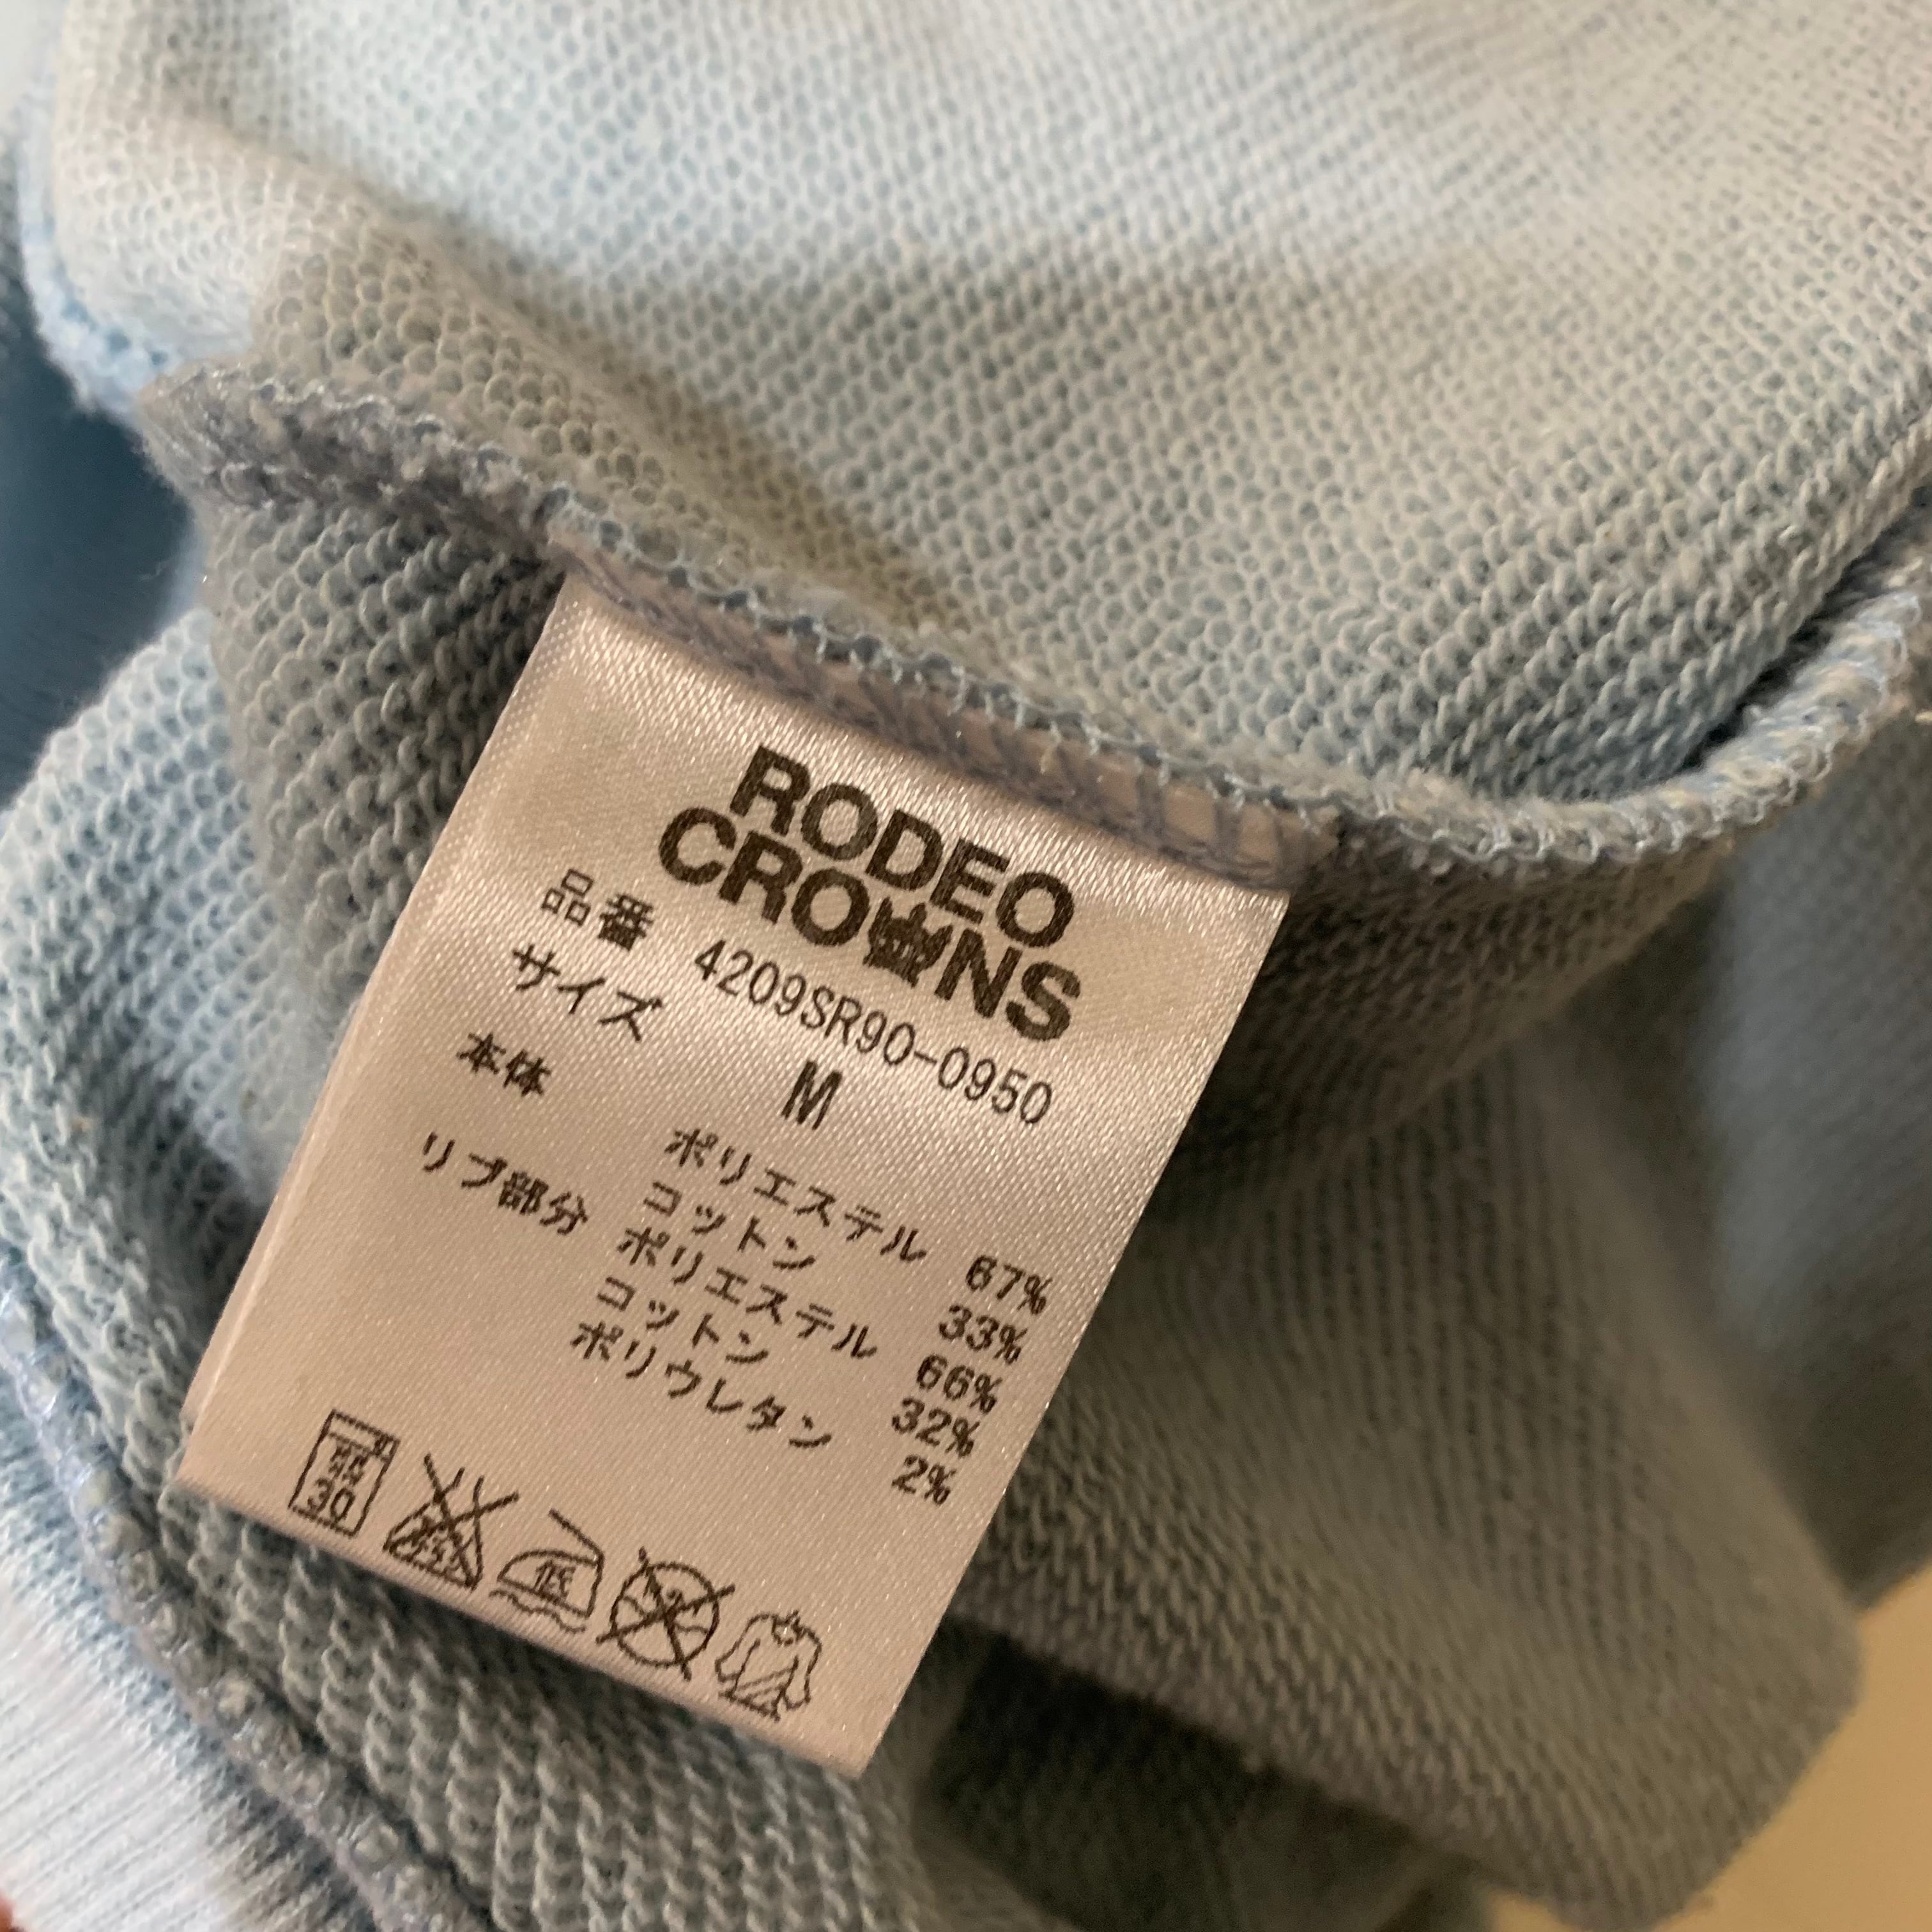 RODEO
CROWNS
品番 4209SR90-0950
サイズ M
本体 ポリエステル 67%
コットン 33%
リブ部分 ポリエステル 66%
コットン 32%
ポリウレタン 2%
弱 30 低